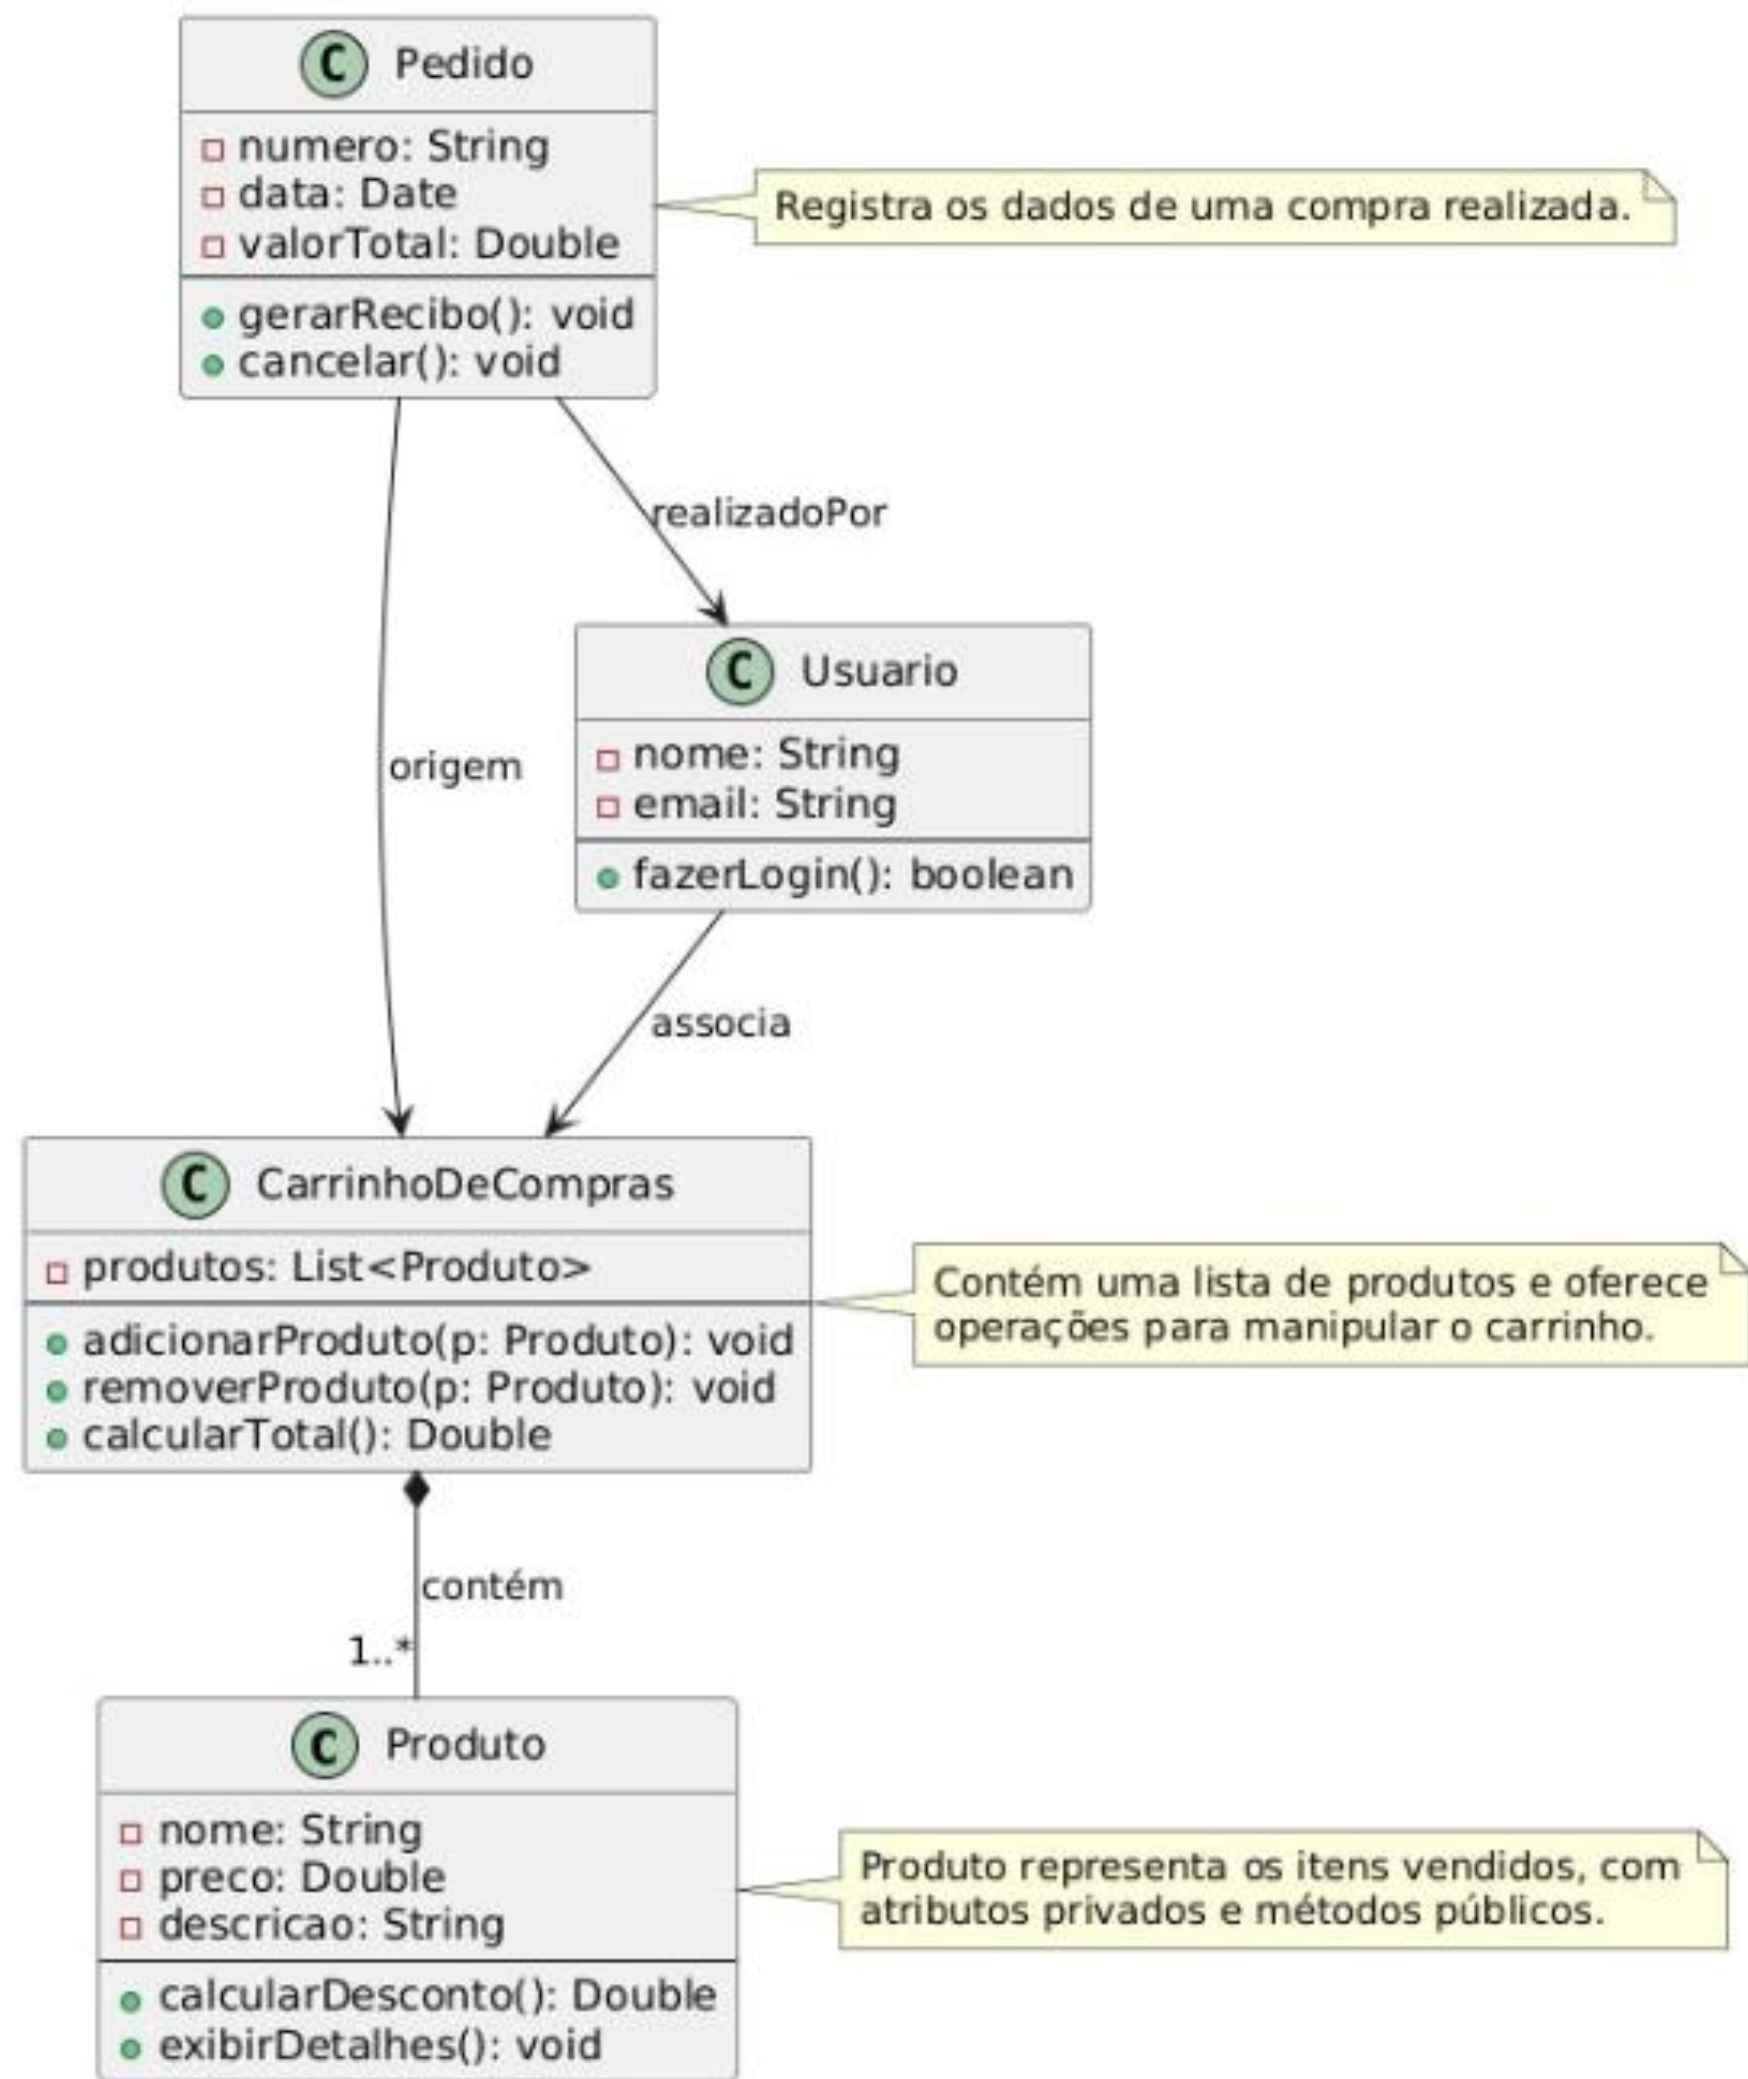 C Pedido
numero: String
data: Date
valorTotal: Double
gerarRecibo(): void
cancelar(): void
Registra os dados de uma compra realizada.
realizadoPor
origem
C Usuario
nome: String
email: String
fazerLogin(): boolean
associa
C CarrinhoDeCompras
produtos: List<Produto>
adicionarProduto(p: Produto): void
removerProduto(p: Produto): void
calcularTotal(): Double
Contém uma lista de produtos e oferece
operações para manipular o carrinho.
contém
1..*
C Produto
nome: String
preco: Double
descricao: String
calcularDesconto(): Double
exibirDetalhes(): void
Produto representa os itens vendidos, com
atributos privados e métodos públicos.